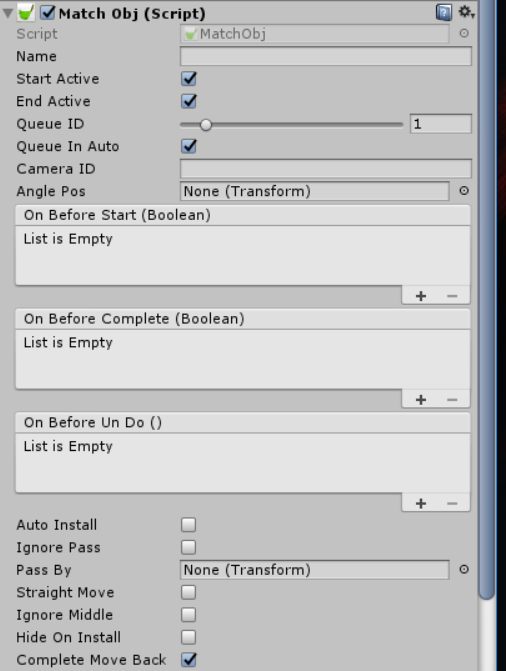 Match Obj (Script)
Script MatchObj
Name
Start Active
End Active
Queue ID 1
Queue In Auto
Camera ID
Angle Pos None (Transform)
On Before Start (Boolean)
List is Empty
+ −
On Before Complete (Boolean)
List is Empty
+ −
On Before Un Do ()
List is Empty
+ −
Auto Install
Ignore Pass
Pass By None (Transform)
Straight Move
Ignore Middle
Hide On Install
Complete Move Back